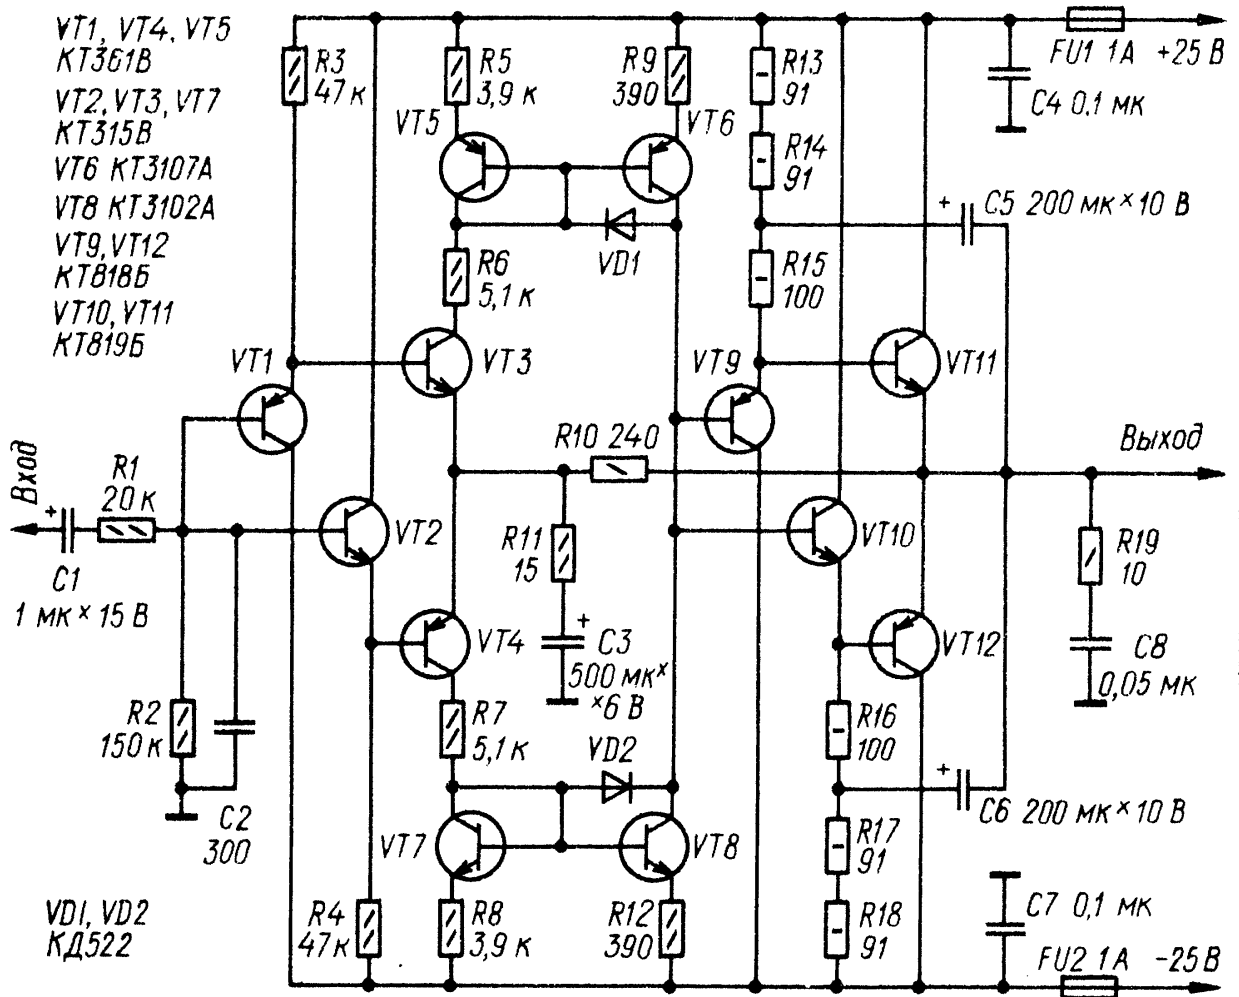 VT1, VT4, VT5
КТ361В
VT2, VT3, VT7
КТ315В
VT6 КТ3107А
VT8 КТ3102А
VT9, VT12
КТ818Б
VT10, VT11
КТ819Б
R3
47 к
R5
3,9 к
R9
390
R13
91
FU1 1А +25 В
C4 0,1 мк
VT5
VT6
R14
91
+
C5 200 мк × 10 В
R6
5,1 к
VD1
R15
100
VT1
VT3
VT9
VT11
Вход
R1
20 к
R10 240
Выход
+
VT2
R11
15
VT10
R19
10
C1
1 мк × 15 В
VT4
+
C3
500 мк ×
× 6 В
VT12
C8
0,05 мк
R2
150 к
R7
5,1 к
VD2
R16
100
+
C6 200 мк × 10 В
C2
300
VT7
VT8
R17
91
VD1, VD2
КД522
R4
47 к
R8
3,9 к
R12
390
R18
91
C7 0,1 мк
FU2 1А -25 В